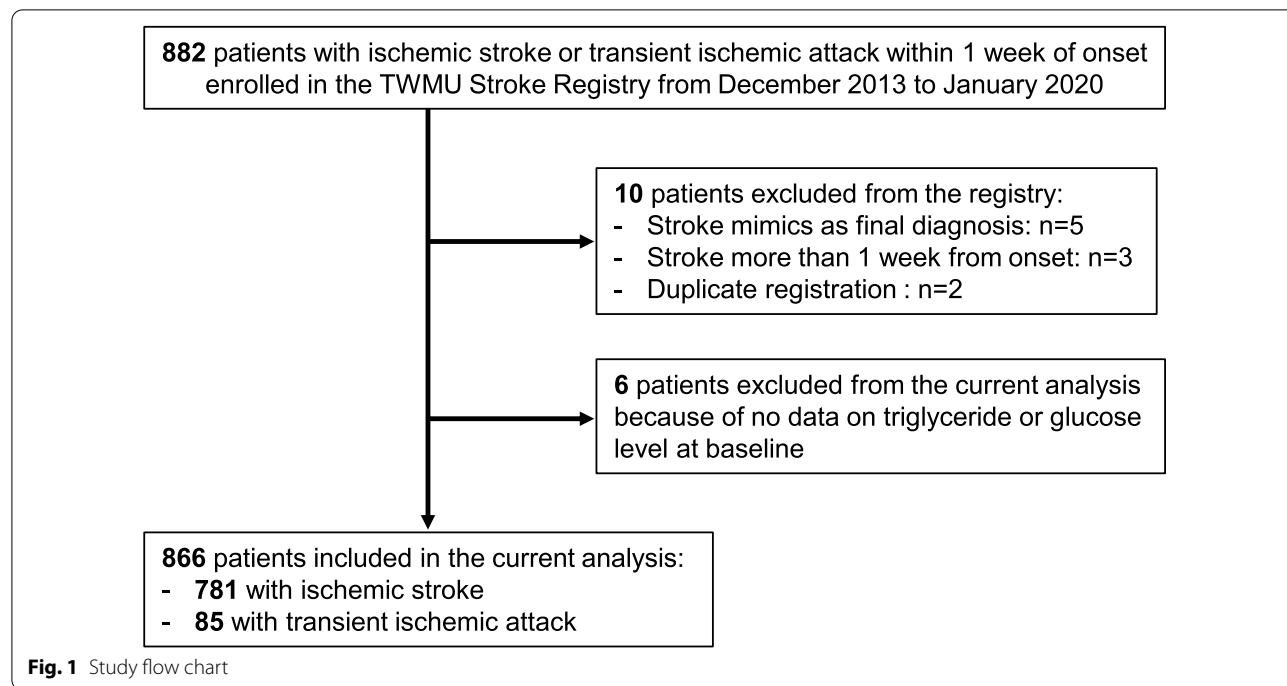 882 patients with ischemic stroke or transient ischemic attack within 1 week of onset
enrolled in the TWMU Stroke Registry from December 2013 to January 2020
10 patients excluded from the registry:
- Stroke mimics as final diagnosis: n=5
- Stroke more than 1 week from onset: n=3
- Duplicate registration : n=2
6 patients excluded from the current analysis
because of no data on triglyceride or glucose
level at baseline
866 patients included in the current analysis:
- 781 with ischemic stroke
- 85 with transient ischemic attack
Fig. 1 Study flow chart